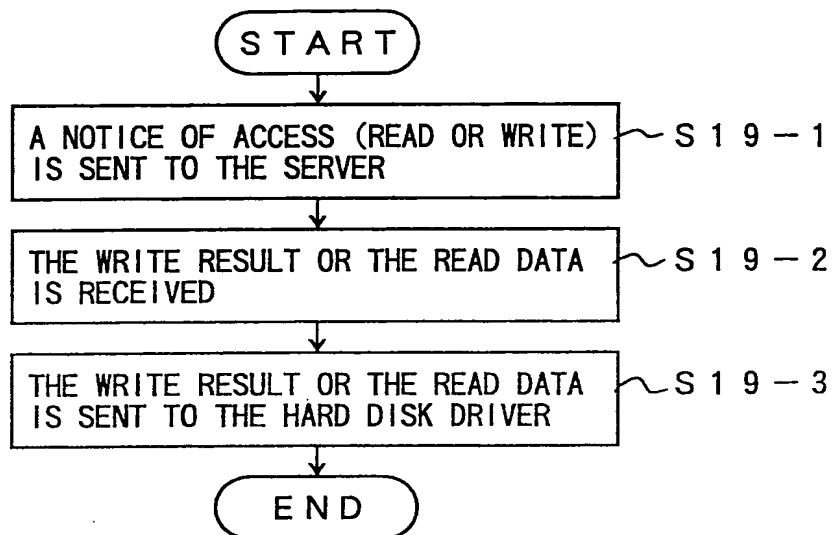 START
A NOTICE OF ACCESS (READ OR WRITE)
IS SENT TO THE SERVER
S19-1
THE WRITE RESULT OR THE READ DATA
IS RECEIVED
S19-2
THE WRITE RESULT OR THE READ DATA
IS SENT TO THE HARD DISK DRIVER
S19-3
END